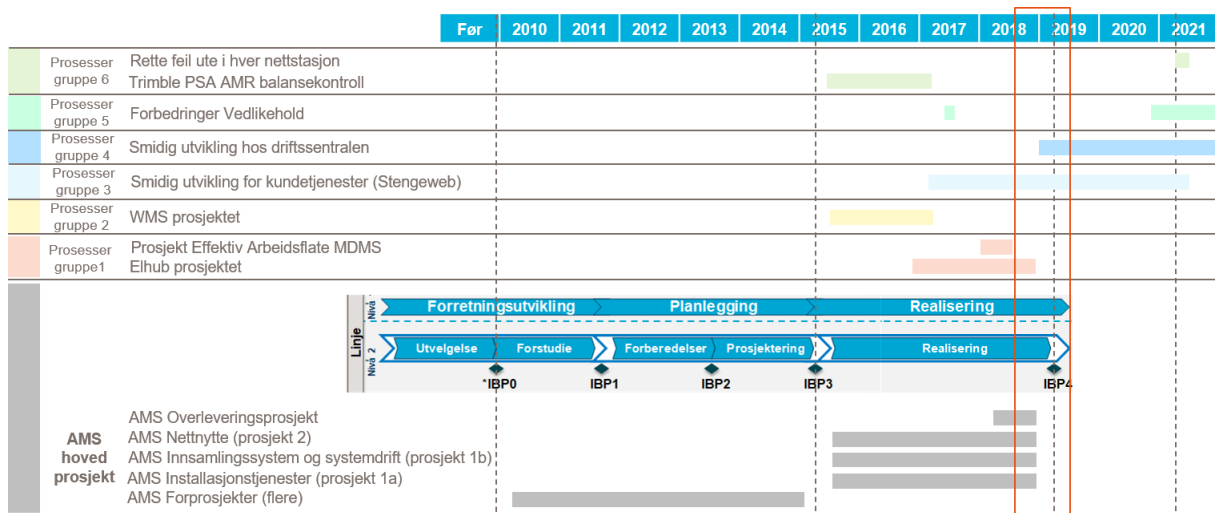 Før 2010 2011 2012 2013 2014 2015 2016 2017 2018 2019 2020 2021
Prosesser gruppe 6
Rette feil ute i hver nettstasjon
Trimble PSA AMR balansekontroll
Prosesser gruppe 5
Forbedringer Vedlikehold
Prosesser gruppe 4
Smidig utvikling hos driftssentralen
Prosesser gruppe 3
Smidig utvikling for kundetjenester (Stengeweb)
Prosesser gruppe 2
WMS prosjektet
Prosesser gruppe1
Prosjekt Effektiv Arbeidsflate MDMS
Elhub prosjektet
Linje
Nivå
Forretningsutvikling Planlegging Realisering
Nivå 2
Utvelgelse Forstudie Forberedelser Prosjektering Realisering
*IBP0 IBP1 IBP2 IBP3 IBP4
AMS hoved prosjekt
AMS Overleveringsprosjekt
AMS Nettnytte (prosjekt 2)
AMS Innsamlingssystem og systemdrift (prosjekt 1b)
AMS Installasjonstjenester (prosjekt 1a)
AMS Forprosjekter (flere)